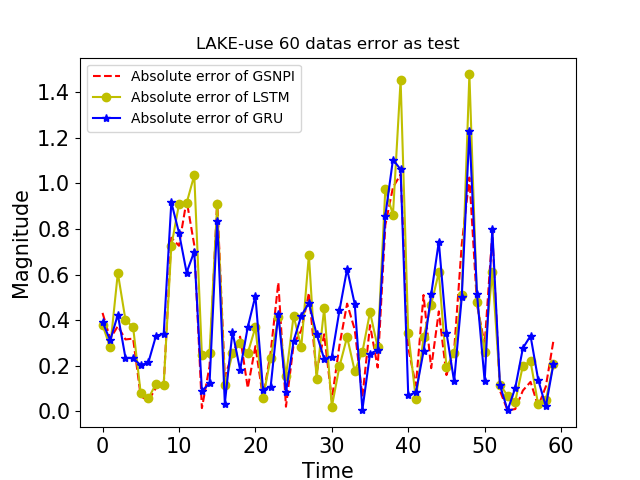 LAKE-use 60 datas error as test
Absolute error of GSNPI
Absolute error of LSTM
Absolute error of GRU
Magnitude
1.4
1.2
1.0
0.8
0.6
0.4
0.2
0.0
0 10 20 30 40 50 60
Time